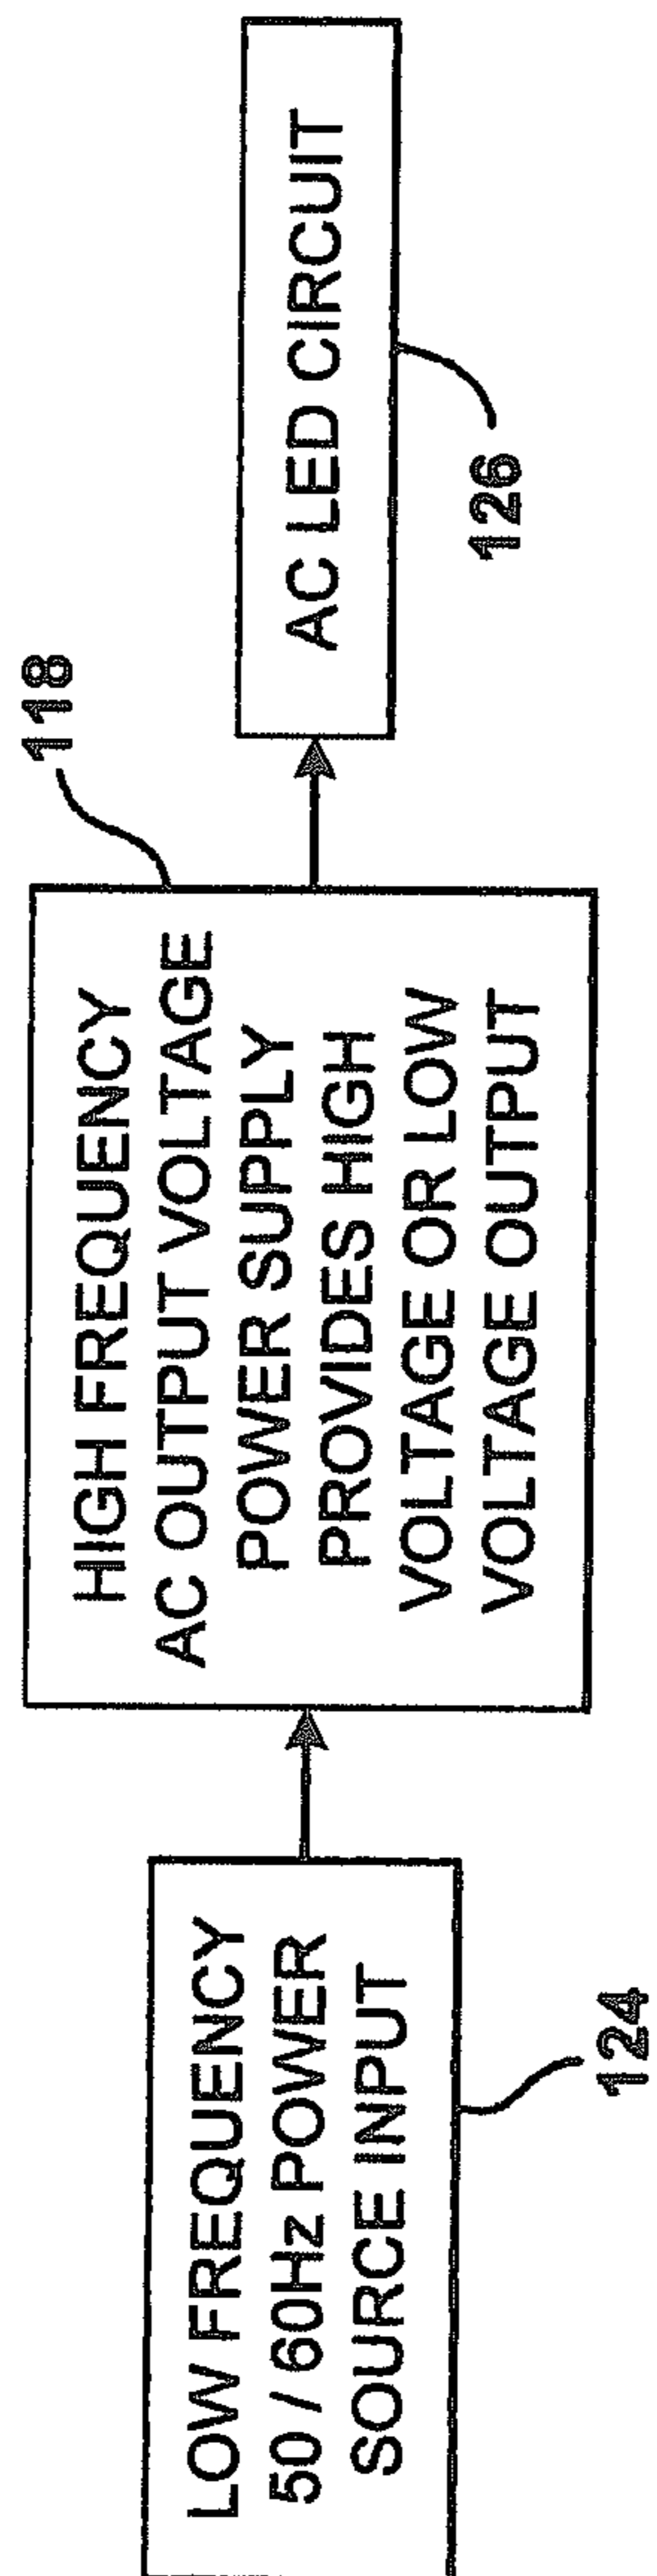 LOW FREQUENCY
50 / 60Hz POWER
SOURCE INPUT
124
HIGH FREQUENCY
AC OUTPUT VOLTAGE
POWER SUPPLY
PROVIDES HIGH
VOLTAGE OR LOW
VOLTAGE OUTPUT
118
AC LED CIRCUIT
126